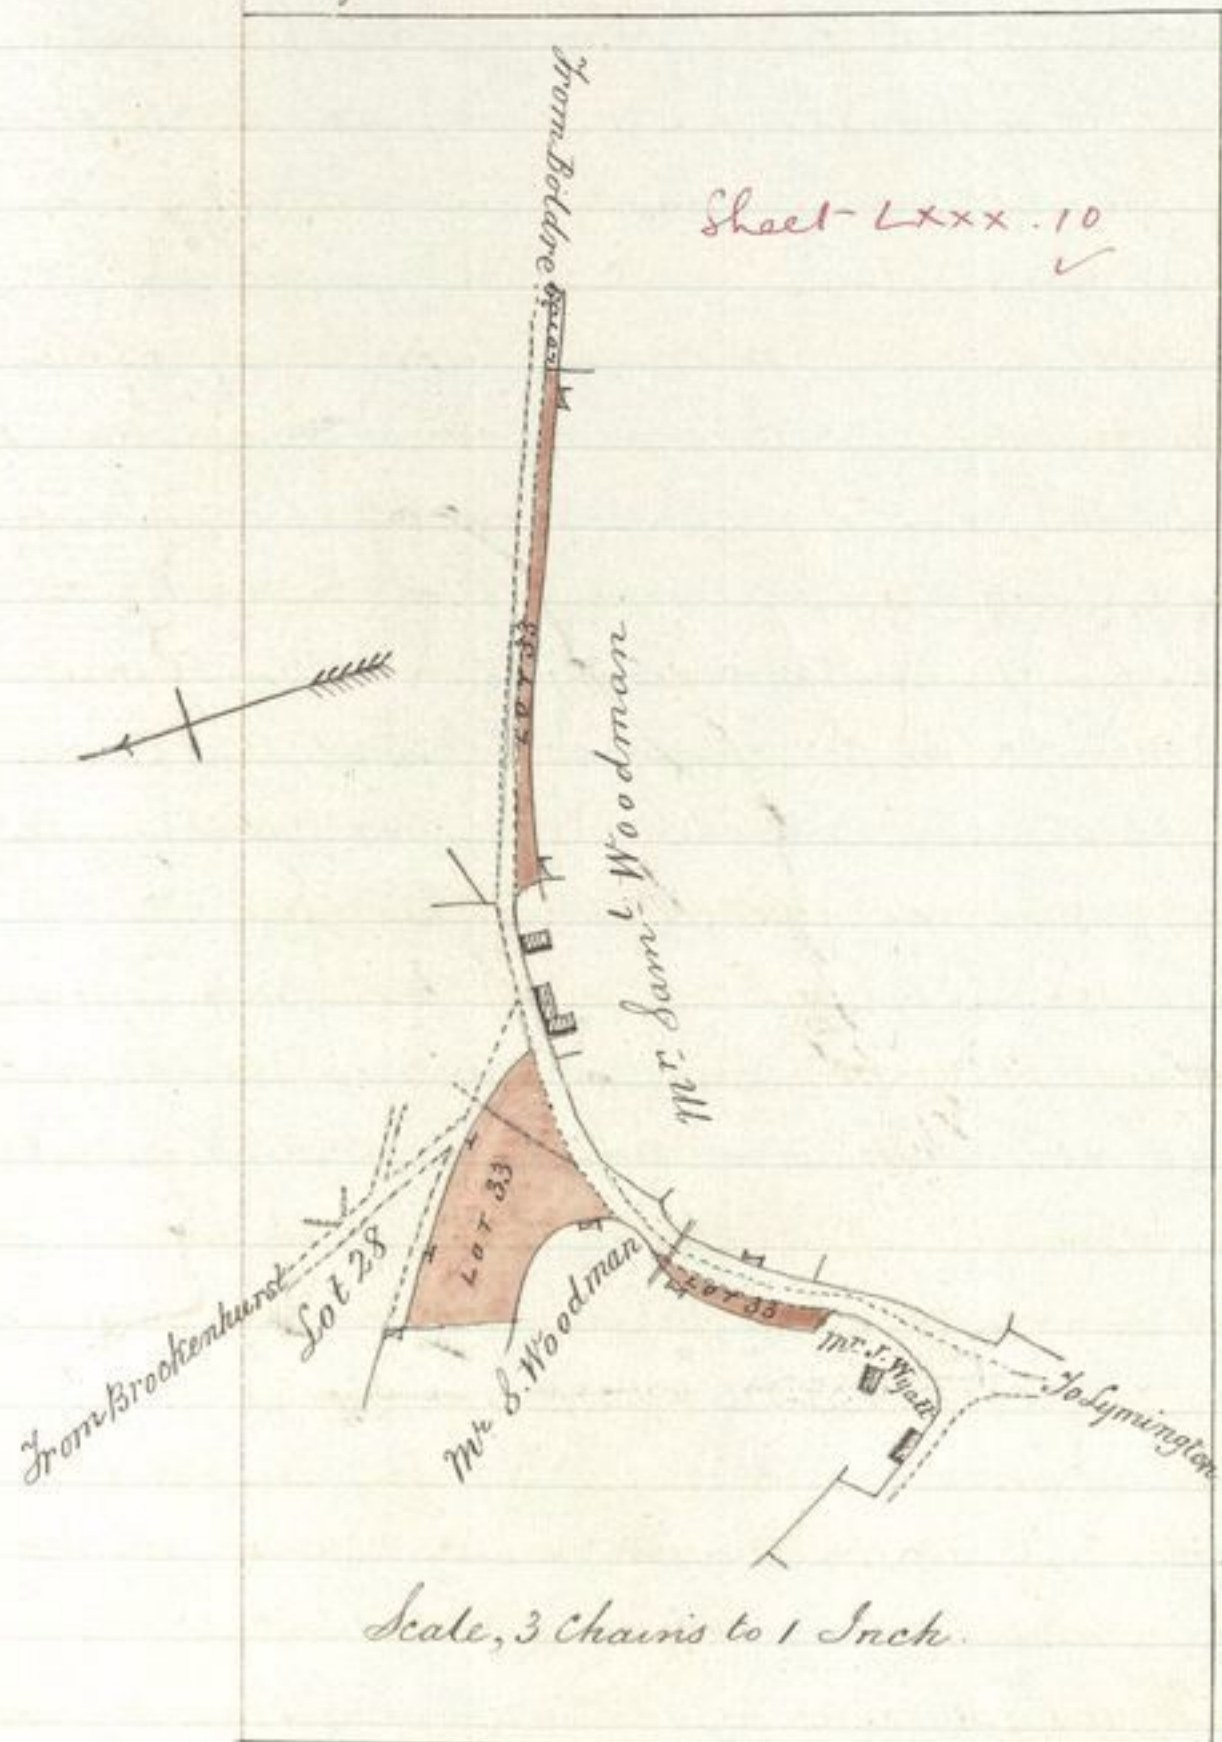 From Boldre
Sheet LXXX.10
LOT 33
Mr. Saml. Woodman
LOT 33
From Brockenhurst
Lot 28
Mr S. Woodman
LOT 33
Mr. J. Wyatt
To Lymington
Scale, 3 Chains to 1 Inch.